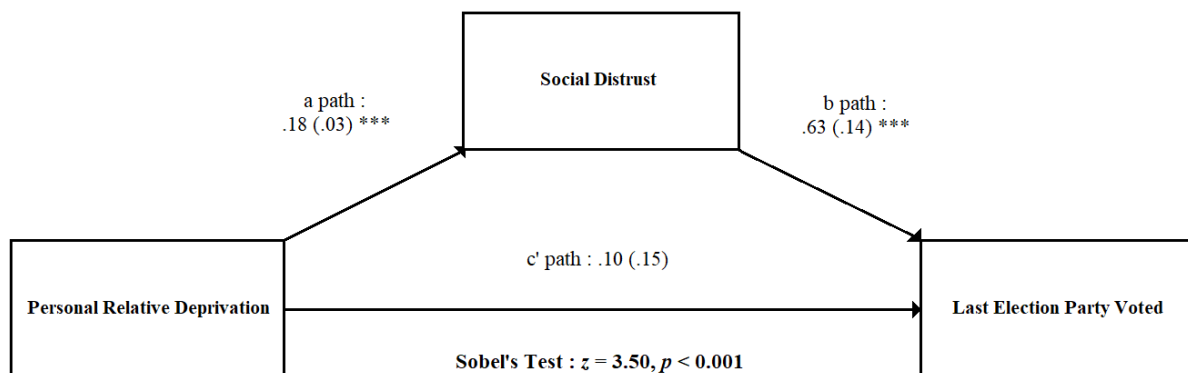 Social Distrust
a path :
.18 (.03) ***
b path :
.63 (.14) ***
c' path : .10 (.15)
Personal Relative Deprivation
Last Election Party Voted
Sobel's Test : z = 3.50, p < 0.001